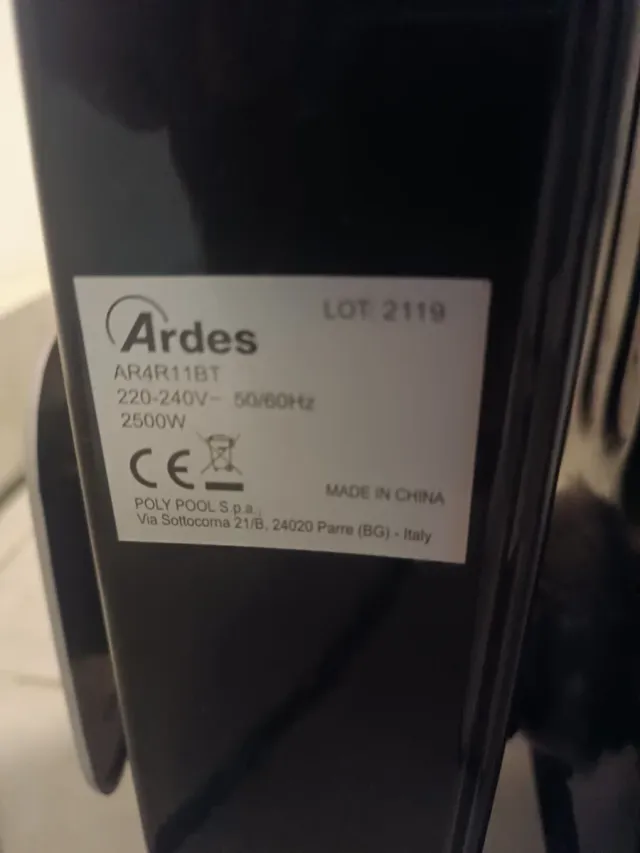 Ardes
LOT: 2119
AR4R11BT
220-240V~ 50/60Hz
2500W
CE
MADE IN CHINA
POLY POOL S.p.a.
Via Sottocorna 21/B, 24020 Parre (BG) - Italy